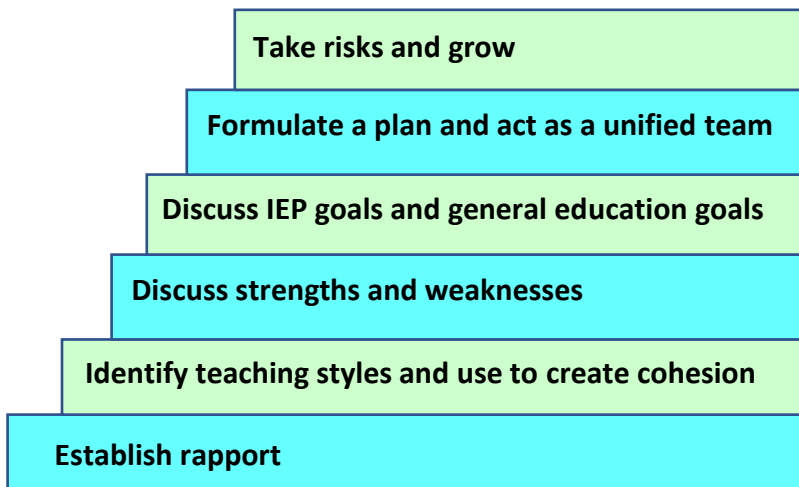 Take risks and grow
Formulate a plan and act as a unified team
Discuss IEP goals and general education goals
Discuss strengths and weaknesses
Identify teaching styles and use to create cohesion
Establish rapport